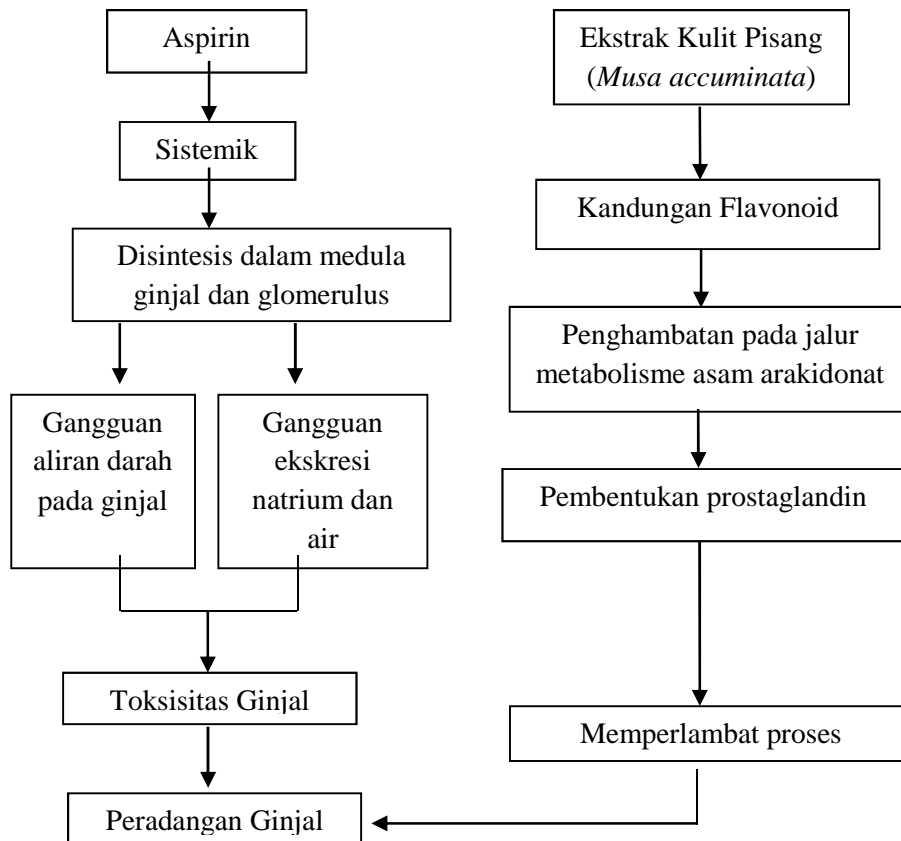 Aspirin
Sistemik
Disintesis dalam medula
ginjal dan glomerulus
Gangguan
aliran darah
pada ginjal
Gangguan
ekskresi
natrium dan
air
Toksisitas Ginjal
Peradangan Ginjal
Ekstrak Kulit Pisang
(Musa accuminata)
Kandungan Flavonoid
Penghambatan pada jalur
metabolisme asam arakidonat
Pembentukan prostaglandin
Memperlambat proses